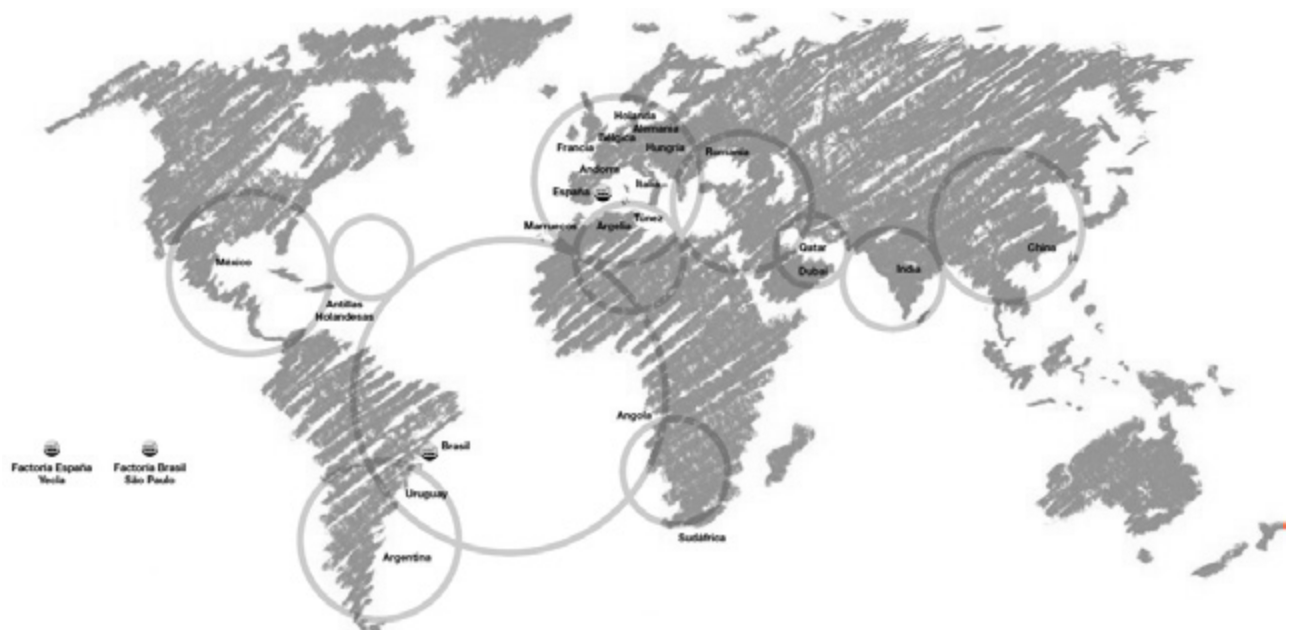 Holanda
Alemania
Bélgica
Francia
Hungría
Rumanía
Andorra
Italia
España
Túnez
Marruecos
Argelia
Qatar
China
México
Dubai
India
Antillas
Holandesas
Angola
Brasil
Factoría España
Yecla
Factoría Brasil
São Paulo
Uruguay
Sudáfrica
Argentina